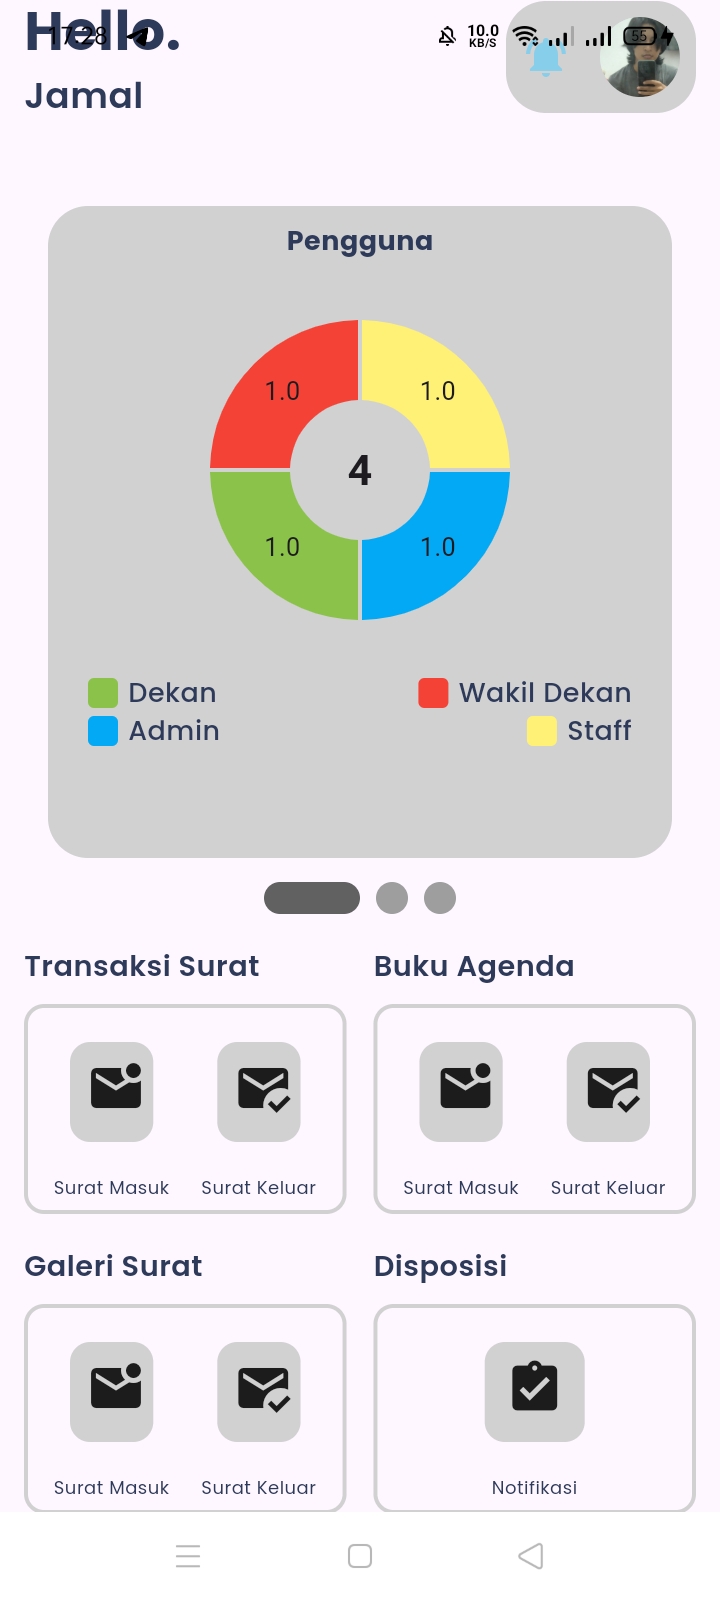 Hello.
17:28
10.0
KB/S
55
Jamal
Pengguna
1.0
1.0
4
1.0
1.0
Dekan
Wakil Dekan
Admin
Staff
Transaksi Surat
Buku Agenda
Surat Masuk
Surat Keluar
Surat Masuk
Surat Keluar
Galeri Surat
Disposisi
Surat Masuk
Surat Keluar
Notifikasi